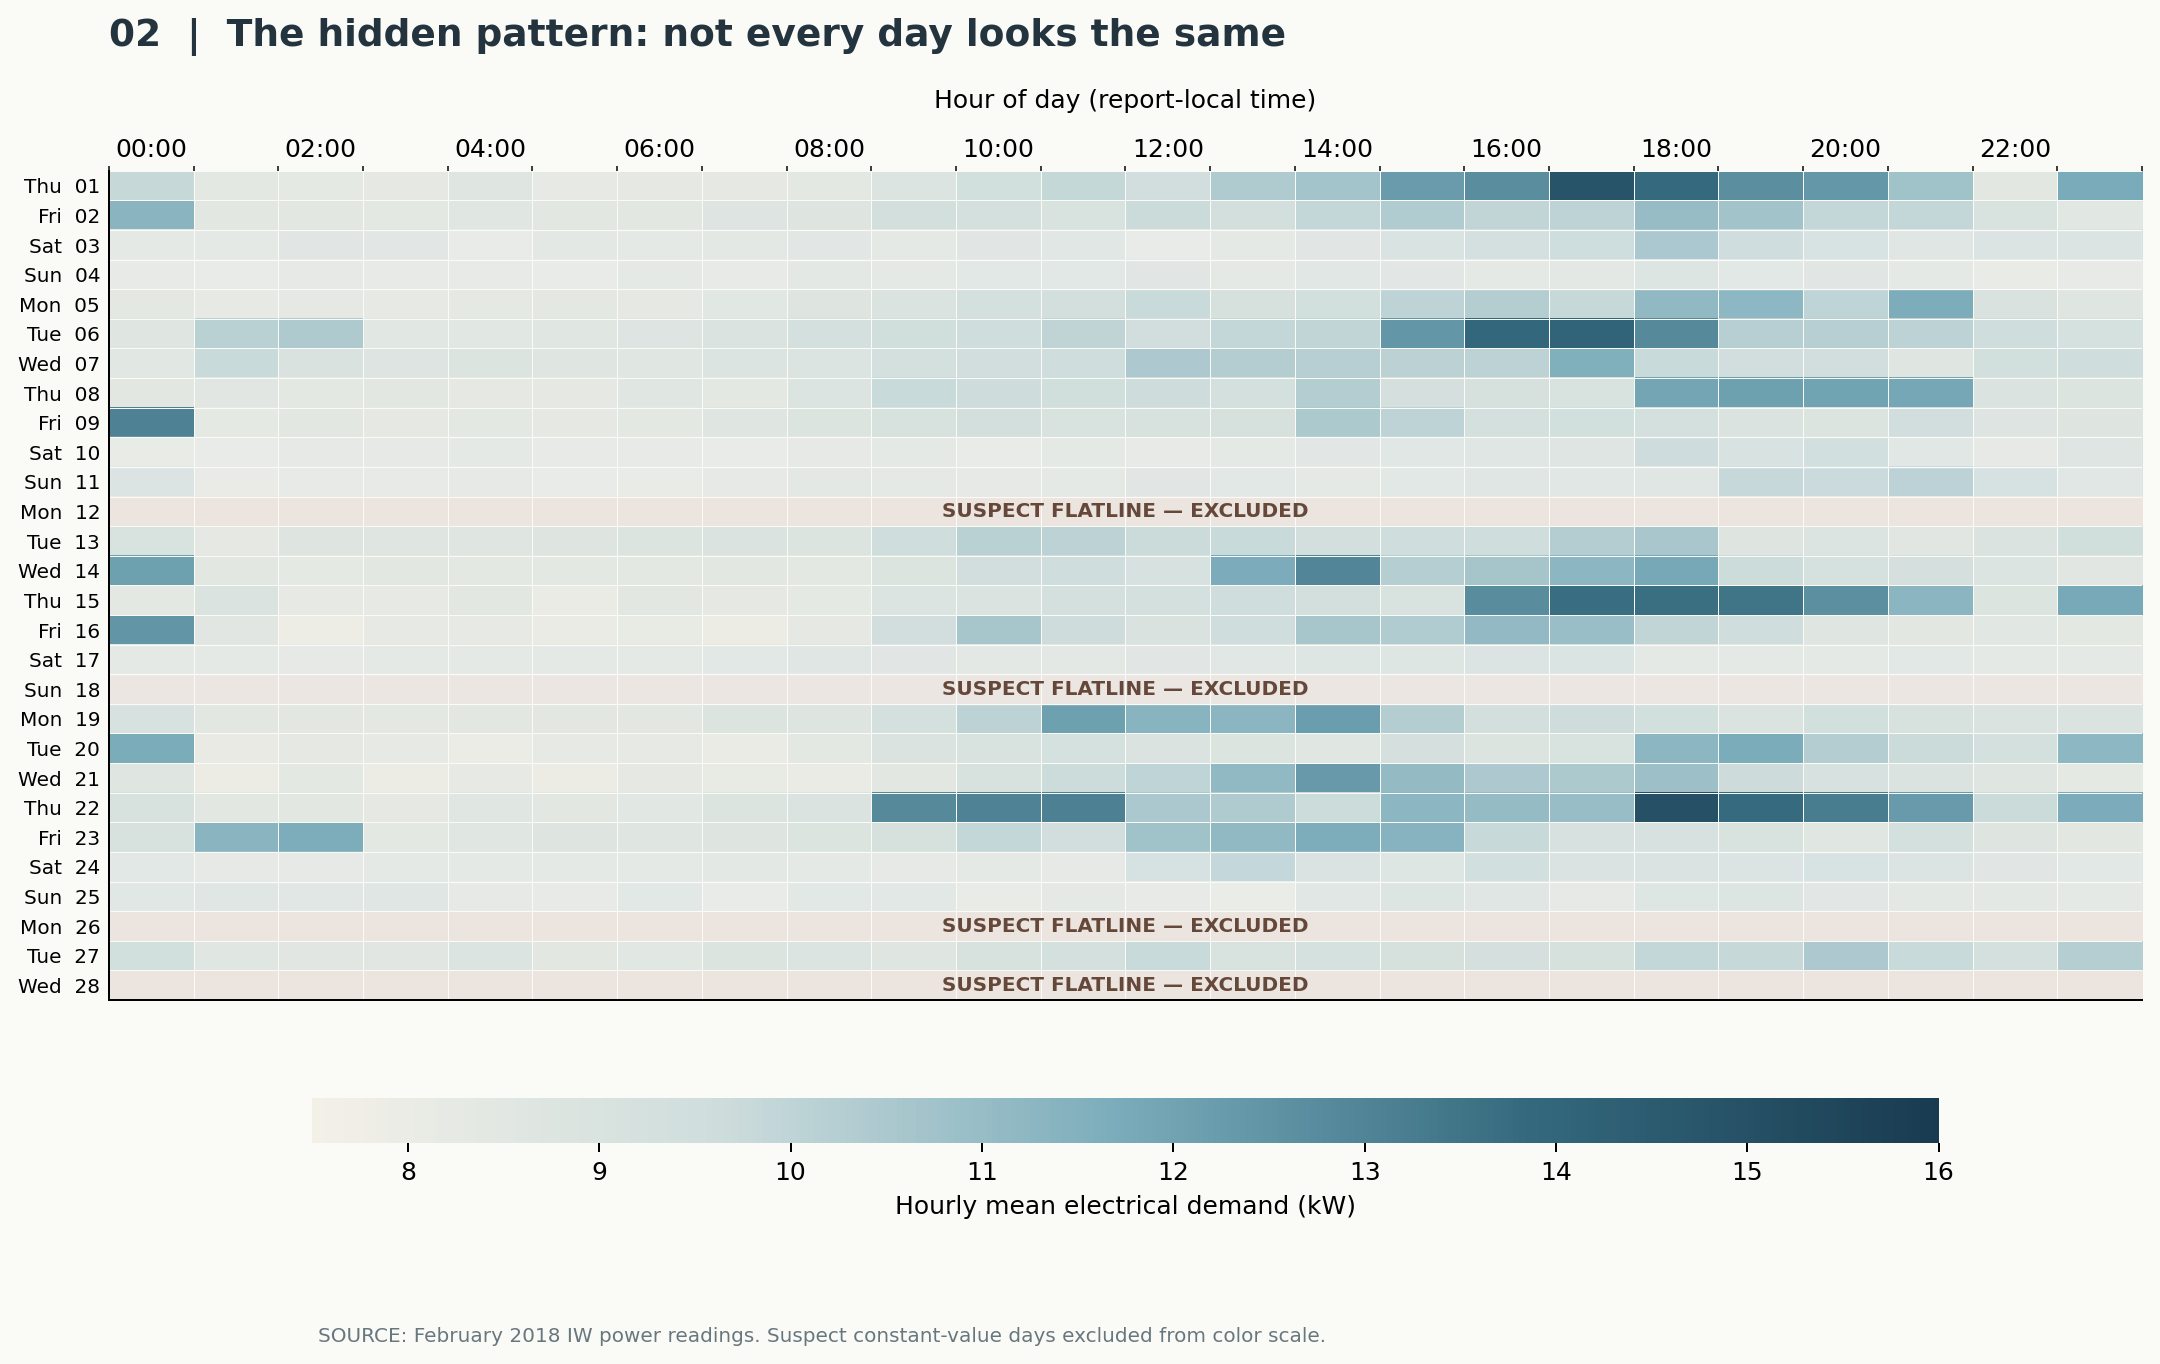 02 | The hidden pattern: not every day looks the same
Hour of day (report-local time)
00:00 02:00 04:00 06:00 08:00 10:00 12:00 14:00 16:00 18:00 20:00 22:00
Thu 01
Fri 02
Sat 03
Sun 04
Mon 05
Tue 06
Wed 07
Thu 08
Fri 09
Sat 10
Sun 11
Mon 12 SUSPECT FLATLINE — EXCLUDED
Tue 13
Wed 14
Thu 15
Fri 16
Sat 17
Sun 18 SUSPECT FLATLINE — EXCLUDED
Mon 19
Tue 20
Wed 21
Thu 22
Fri 23
Sat 24
Sun 25
Mon 26 SUSPECT FLATLINE — EXCLUDED
Tue 27
Wed 28 SUSPECT FLATLINE — EXCLUDED
8 9 10 11 12 13 14 15 16
Hourly mean electrical demand (kW)
SOURCE: February 2018 IW power readings. Suspect constant-value days excluded from color scale.